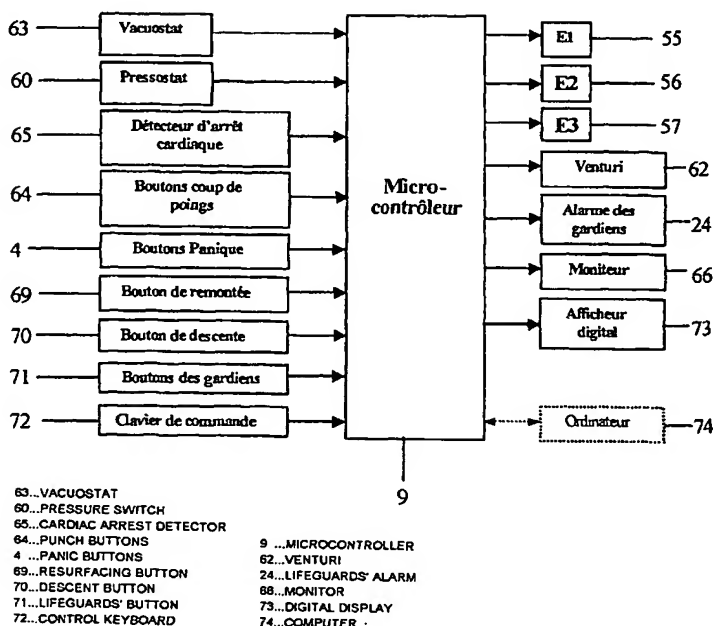 63 Vacuostat
60 Pressostat
65 Détecteur d'arrêt
cardiaque
64 Boutons coup de
poings
4 Boutons Panique
69 Bouton de remontée
70 Bouton de descente
71 Boutons des gardiens
72 Clavier de commande
Micro-
contrôleur
9
E1 55
E2 56
E3 57
Venturi 62
Alarme des
gardiens 24
Moniteur 66
Afficheur
digital 73
Ordinateur 74
63...VACUOSTAT
60...PRESSURE SWITCH
65...CARDIAC ARREST DETECTOR
64...PUNCH BUTTONS
4 ...PANIC BUTTONS
69...RESURFACING BUTTON
70...DESCENT BUTTON
71...LIFEGUARDS' BUTTON
72...CONTROL KEYBOARD
9 ...MICROCONTROLLER
62...VENTURI
24...LIFEGUARDS' ALARM
66...MONITOR
73...DIGITAL DISPLAY
74...COMPUTER